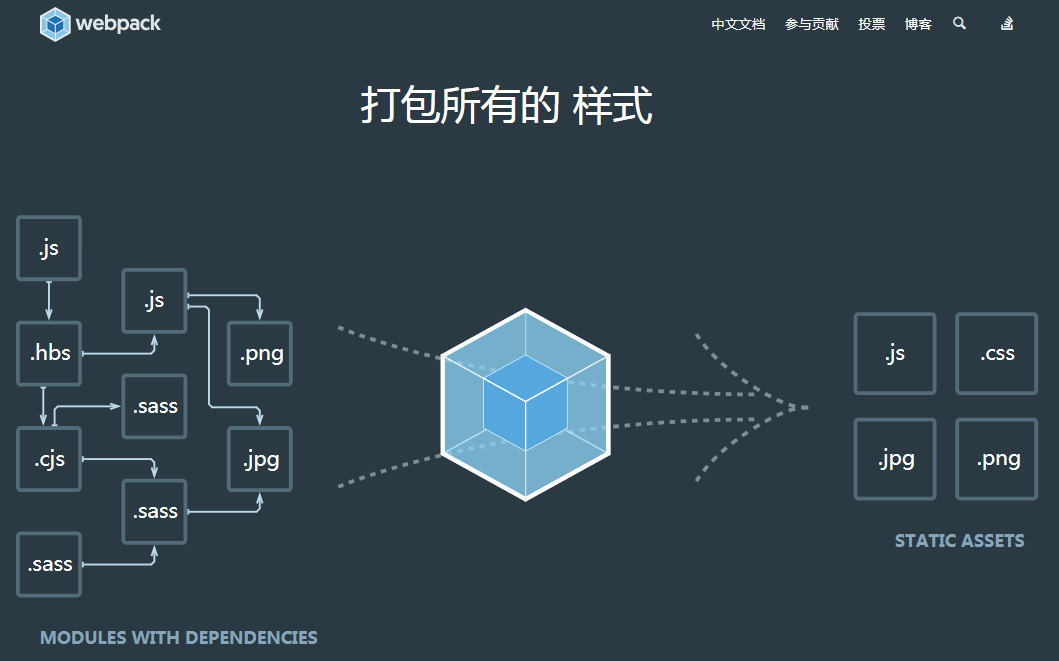 webpack
中文文档 参与贡献 投票 博客
打包所有的 样式
.js
.js
.hbs
.png
.sass
.cjs
.jpg
.sass
.sass
MODULES WITH DEPENDENCIES
.js
.css
.jpg
.png
STATIC ASSETS